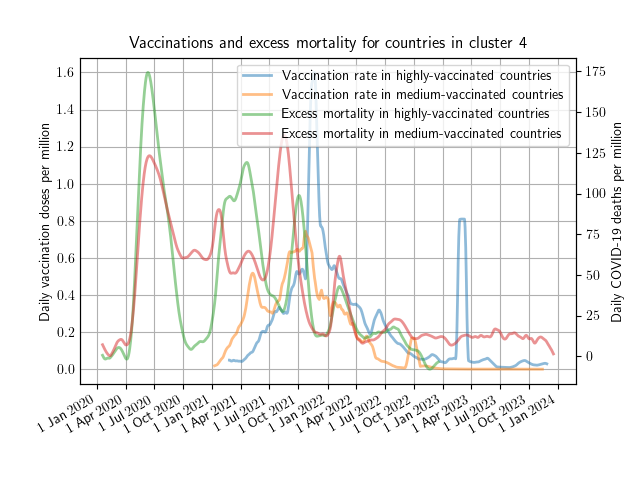 Vaccinations and excess mortality for countries in cluster 4
Vaccination rate in highly-vaccinated countries
Vaccination rate in medium-vaccinated countries
Excess mortality in highly-vaccinated countries
Excess mortality in medium-vaccinated countries
Daily vaccination doses per million
1.6
1.4
1.2
1.0
0.8
0.6
0.4
0.2
0.0
175
150
125
100
75
50
25
0
Daily COVID-19 deaths per million
1 Jan 2020
1 Apr 2020
1 Jul 2020
1 Oct 2020
1 Jan 2021
1 Apr 2021
1 Jul 2021
1 Oct 2021
1 Jan 2022
1 Apr 2022
1 Jul 2022
1 Oct 2022
1 Jan 2023
1 Apr 2023
1 Jul 2023
1 Oct 2023
1 Jan 2024